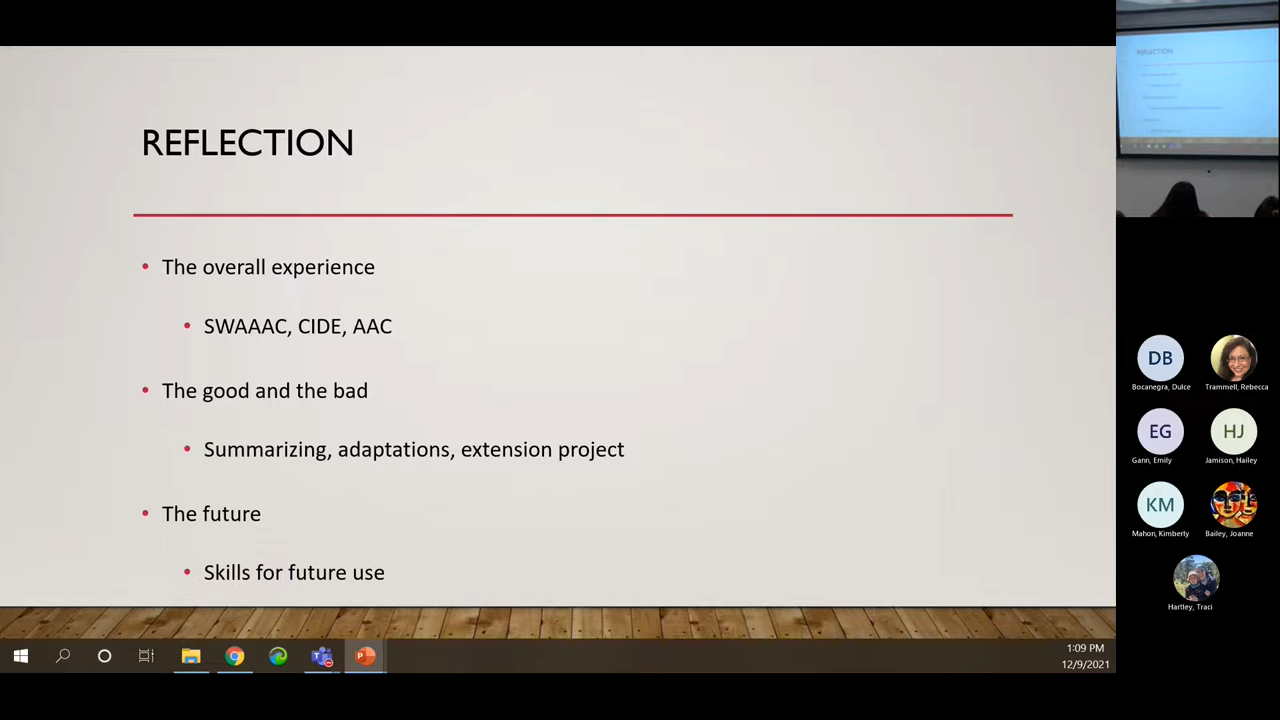 REFLECTION
• The overall experience
• SWAAAC, CIDE, AAC
• The good and the bad
• Summarizing, adaptations, extension project
• The future
• Skills for future use
1:09 PM
12/9/2021
REFLECTION
DB
Bocanegra, Dulce
Trammell, Rebecca
EG
Gann, Emily
HJ
Jamison, Hailey
KM
Mahon, Kimberly
Bailey, Joanne
Hartley, Traci